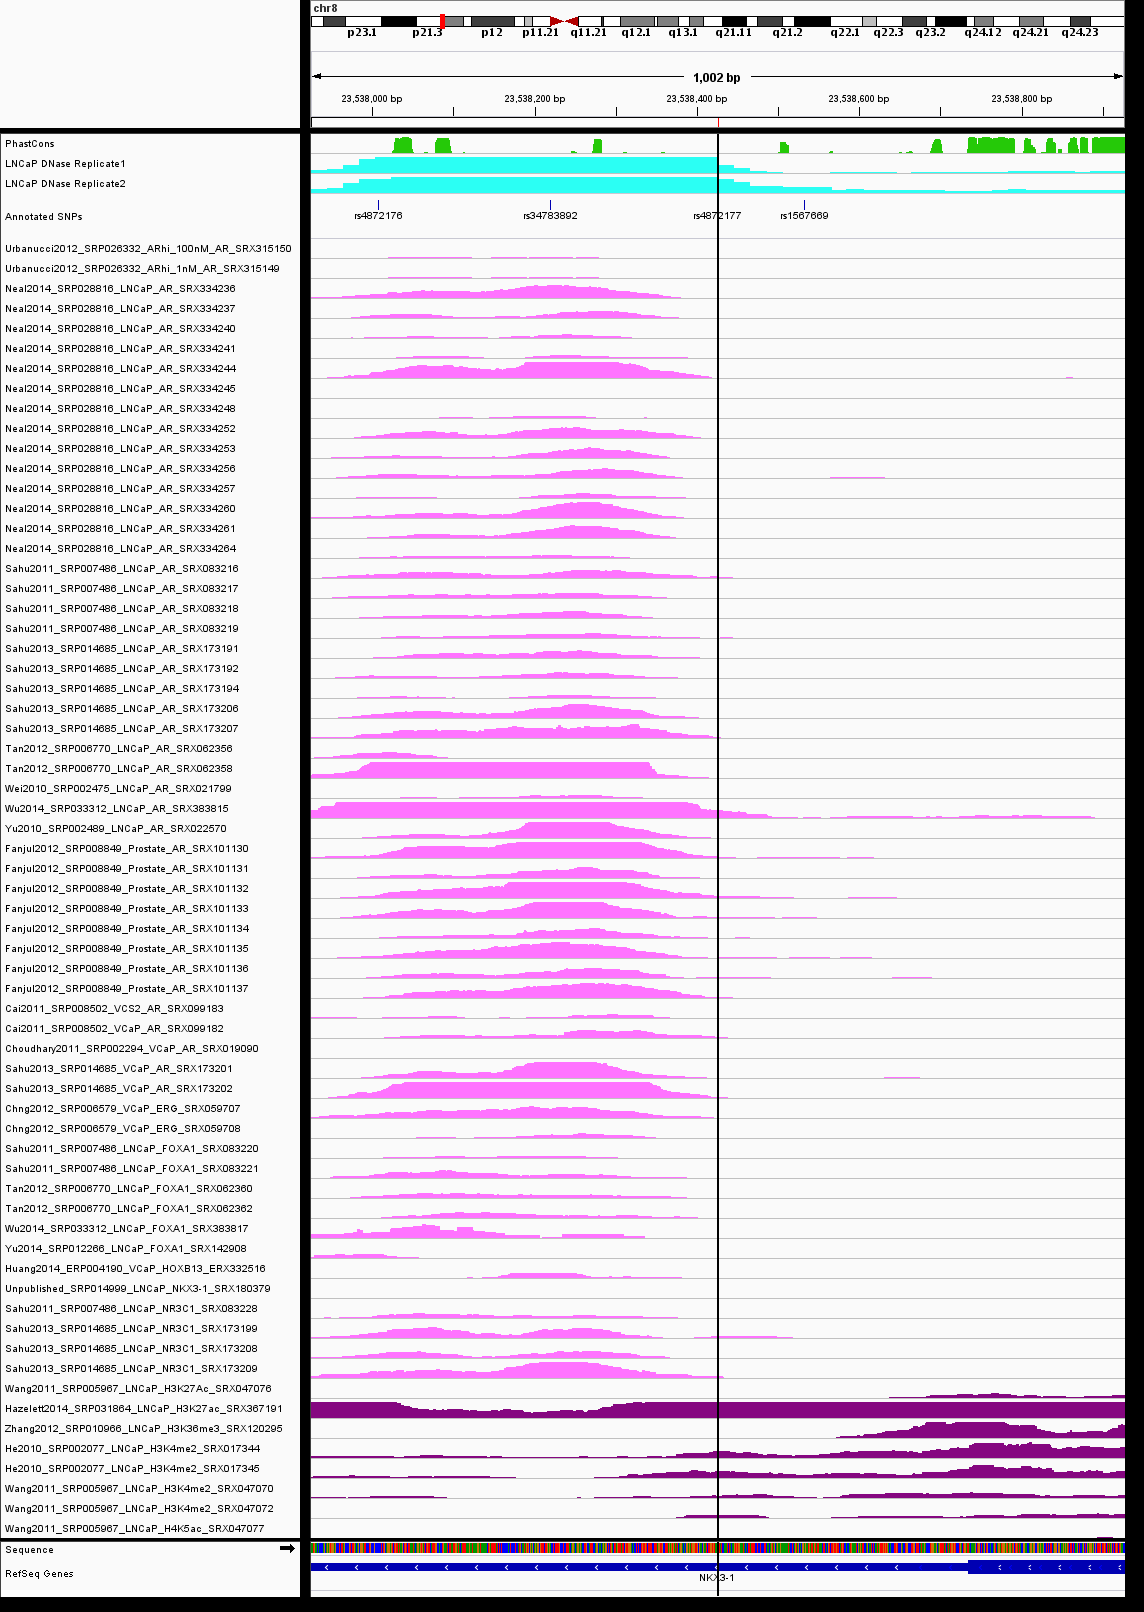 chr8
p23.1 p21.3 p12 p11.21 q11.21 q12.1 q13.1 q21.11 q21.2 q22.1 q22.3 q23.2 q24.12 q24.21 q24.23
1,002 bp
23,538,000 bp 23,538,200 bp 23,538,400 bp 23,538,600 bp 23,538,800 bp
PhastCons
LNCaP DNase Replicate1
LNCaP DNase Replicate2
Annotated SNPs rs4872176 rs34783892 rs4872177 rs1567669
Urbanucci2012_SRP026332_ARhi_100nM_AR_SRX315150
Urbanucci2012_SRP026332_ARhi_1nM_AR_SRX315149
Neal2014_SRP028816_LNCaP_AR_SRX334236
Neal2014_SRP028816_LNCaP_AR_SRX334237
Neal2014_SRP028816_LNCaP_AR_SRX334240
Neal2014_SRP028816_LNCaP_AR_SRX334241
Neal2014_SRP028816_LNCaP_AR_SRX334244
Neal2014_SRP028816_LNCaP_AR_SRX334245
Neal2014_SRP028816_LNCaP_AR_SRX334248
Neal2014_SRP028816_LNCaP_AR_SRX334252
Neal2014_SRP028816_LNCaP_AR_SRX334253
Neal2014_SRP028816_LNCaP_AR_SRX334256
Neal2014_SRP028816_LNCaP_AR_SRX334257
Neal2014_SRP028816_LNCaP_AR_SRX334260
Neal2014_SRP028816_LNCaP_AR_SRX334261
Neal2014_SRP028816_LNCaP_AR_SRX334264
Sahu2011_SRP007486_LNCaP_AR_SRX083216
Sahu2011_SRP007486_LNCaP_AR_SRX083217
Sahu2011_SRP007486_LNCaP_AR_SRX083218
Sahu2011_SRP007486_LNCaP_AR_SRX083219
Sahu2013_SRP014685_LNCaP_AR_SRX173191
Sahu2013_SRP014685_LNCaP_AR_SRX173192
Sahu2013_SRP014685_LNCaP_AR_SRX173194
Sahu2013_SRP014685_LNCaP_AR_SRX173206
Sahu2013_SRP014685_LNCaP_AR_SRX173207
Tan2012_SRP006770_LNCaP_AR_SRX062356
Tan2012_SRP006770_LNCaP_AR_SRX062358
Wei2010_SRP002475_LNCaP_AR_SRX021799
Wu2014_SRP033312_LNCaP_AR_SRX383815
Yu2010_SRP002489_LNCaP_AR_SRX022570
Fanjul2012_SRP008849_Prostate_AR_SRX101130
Fanjul2012_SRP008849_Prostate_AR_SRX101131
Fanjul2012_SRP008849_Prostate_AR_SRX101132
Fanjul2012_SRP008849_Prostate_AR_SRX101133
Fanjul2012_SRP008849_Prostate_AR_SRX101134
Fanjul2012_SRP008849_Prostate_AR_SRX101135
Fanjul2012_SRP008849_Prostate_AR_SRX101136
Fanjul2012_SRP008849_Prostate_AR_SRX101137
Cai2011_SRP008502_VCS2_AR_SRX099183
Cai2011_SRP008502_VCaP_AR_SRX099182
Choudhary2011_SRP002294_VCaP_AR_SRX019090
Sahu2013_SRP014685_VCaP_AR_SRX173201
Sahu2013_SRP014685_VCaP_AR_SRX173202
Chng2012_SRP006579_VCaP_ERG_SRX059707
Chng2012_SRP006579_VCaP_ERG_SRX059708
Sahu2011_SRP007486_LNCaP_FOXA1_SRX083220
Sahu2011_SRP007486_LNCaP_FOXA1_SRX083221
Tan2012_SRP006770_LNCaP_FOXA1_SRX062360
Tan2012_SRP006770_LNCaP_FOXA1_SRX062362
Wu2014_SRP033312_LNCaP_FOXA1_SRX383817
Yu2014_SRP012266_LNCaP_FOXA1_SRX142908
Huang2014_ERP004190_VCaP_HOXB13_ERX332516
Unpublished_SRP014999_LNCaP_NKX3-1_SRX180379
Sahu2011_SRP007486_LNCaP_NR3C1_SRX083228
Sahu2013_SRP014685_LNCaP_NR3C1_SRX173199
Sahu2013_SRP014685_LNCaP_NR3C1_SRX173208
Sahu2013_SRP014685_LNCaP_NR3C1_SRX173209
Wang2011_SRP005967_LNCaP_H3K27Ac_SRX047076
Hazelett2014_SRP031864_LNCaP_H3K27ac_SRX367191
Zhang2012_SRP010966_LNCaP_H3K36me3_SRX120295
He2010_SRP002077_LNCaP_H3K4me2_SRX017344
He2010_SRP002077_LNCaP_H3K4me2_SRX017345
Wang2011_SRP005967_LNCaP_H3K4me2_SRX047070
Wang2011_SRP005967_LNCaP_H3K4me2_SRX047072
Wang2011_SRP005967_LNCaP_H4K5ac_SRX047077
Sequence
RefSeq Genes
NKX3-1